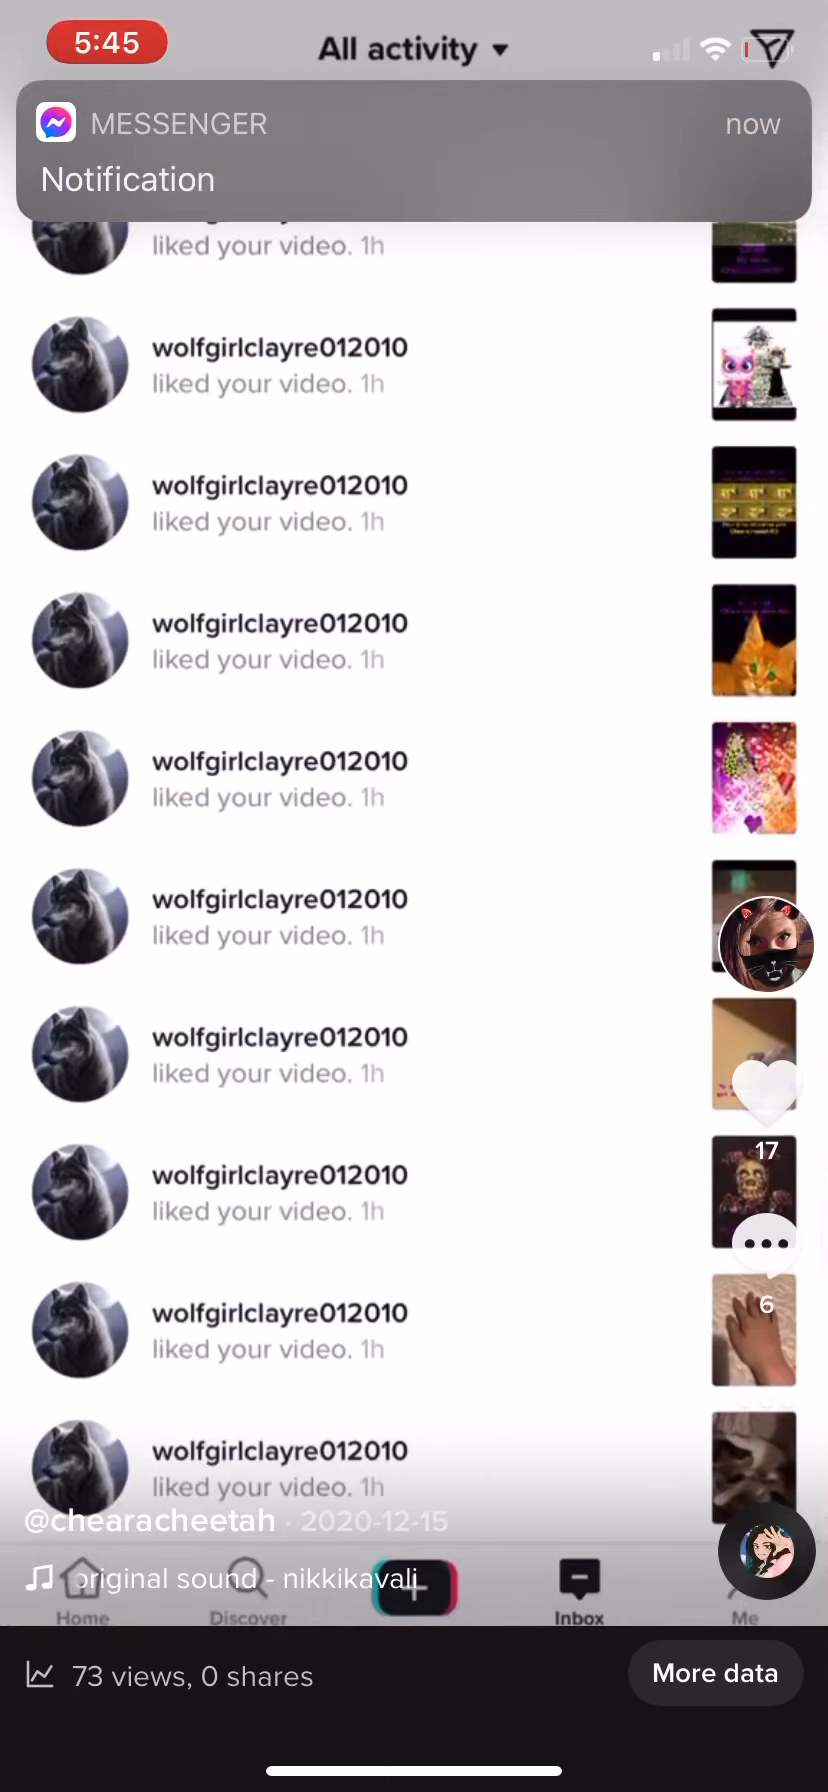 5:45
All activity
MESSENGER
now
Notification
liked your video. 1h
wolfgirlclayre012010
liked your video. 1h
wolfgirlclayre012010
liked your video. 1h
wolfgirlclayre012010
liked your video. 1h
wolfgirlclayre012010
liked your video. 1h
wolfgirlclayre012010
liked your video. 1h
wolfgirlclayre012010
liked your video. 1h
wolfgirlclayre012010
liked your video. 1h
17
wolfgirlclayre012010
liked your video. 1h
6
wolfgirlclayre012010
liked your video. 1h
@chearacheetah · 2020-12-15
original sound - nikkikavali
Home
Discover
Inbox
Me
73 views, 0 shares
More data